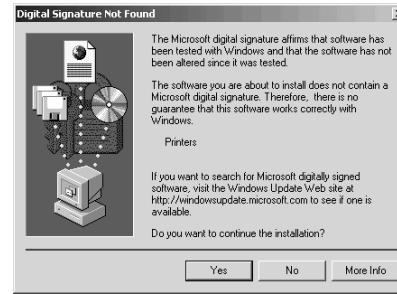 Digital Signature Not Found
The Microsoft digital signature affirms that software has
been tested with Windows and that the software has not
been altered since it was tested.
The software you are about to install does not contain a
Microsoft digital signature. Therefore, there is no
guarantee that this software works correctly with
Windows.
Printers
If you want to search for Microsoft digitally signed
software, visit the Windows Update Web site at
http://windowsupdate.microsoft.com to see if one is
available.
Do you want to continue the installation?
Yes No More Info